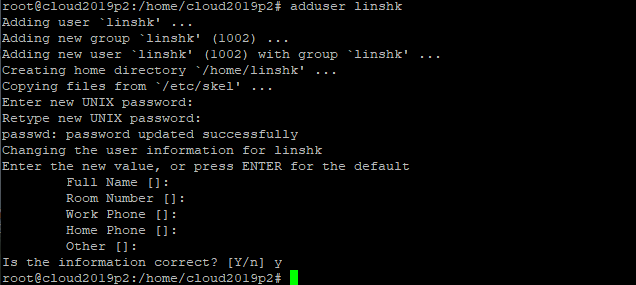 root@cloud2019p2:/home/cloud2019p2# adduser linshk
Adding user `linshk' ...
Adding new group `linshk' (1002) ...
Adding new user `linshk' (1002) with group `linshk' ...
Creating home directory `/home/linshk' ...
Copying files from `/etc/skel' ...
Enter new UNIX password:
Retype new UNIX password:
passwd: password updated successfully
Changing the user information for linshk
Enter the new value, or press ENTER for the default
        Full Name []:
        Room Number []:
        Work Phone []:
        Home Phone []:
        Other []:
Is the information correct? [Y/n] y
root@cloud2019p2:/home/cloud2019p2#